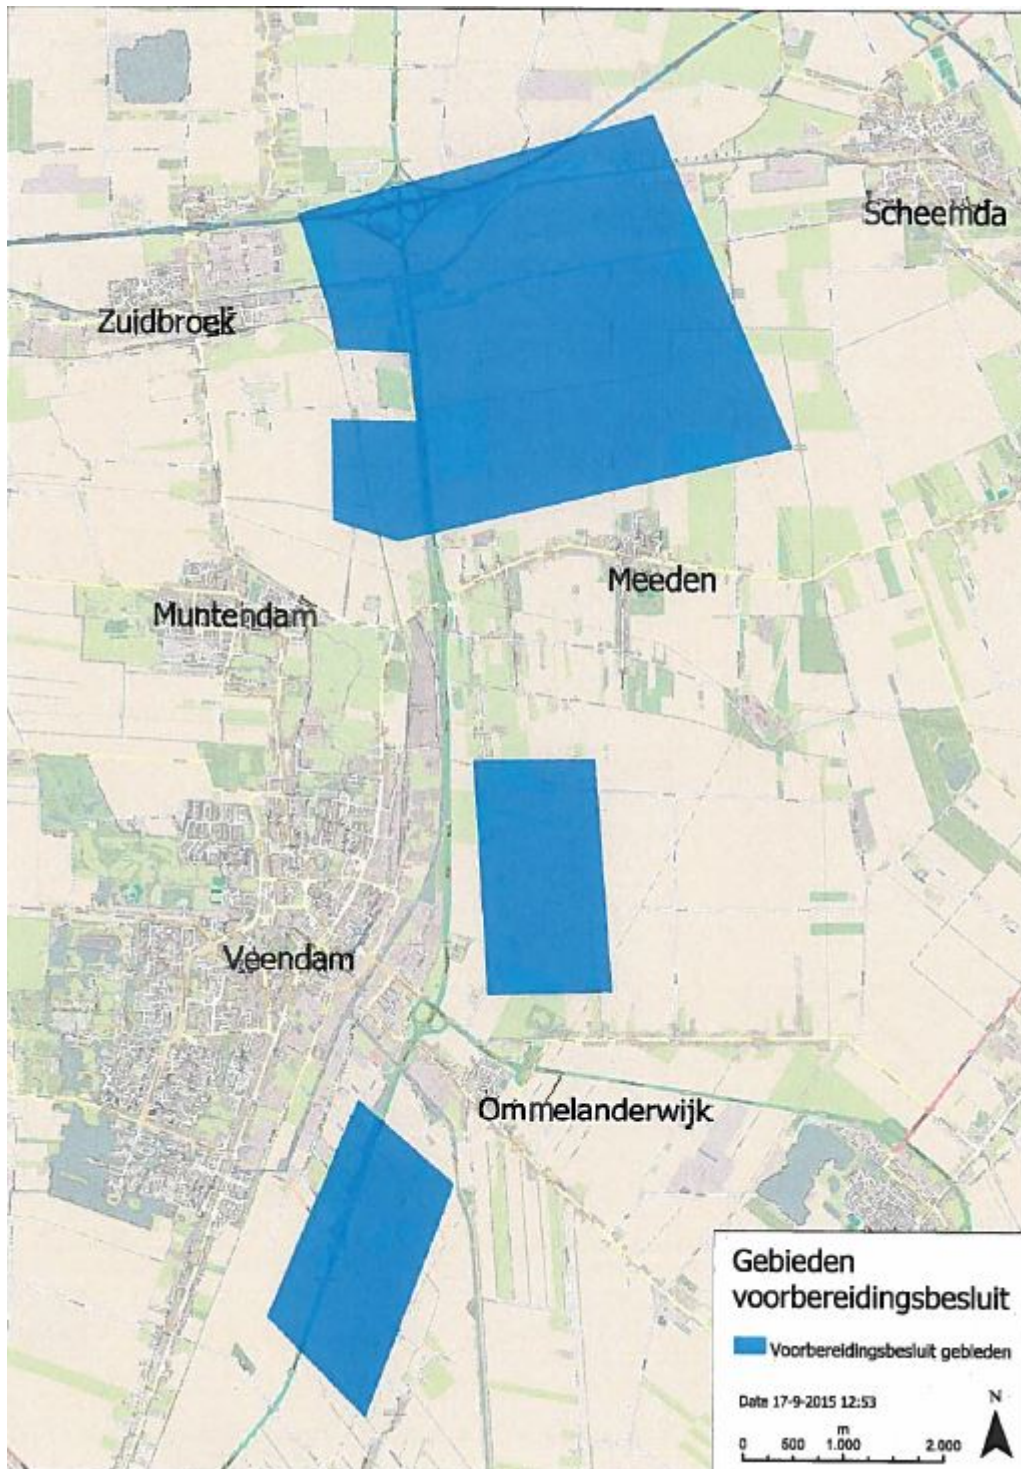 Scheemda
Zuidbroek
Meeden
Muntendam
Veendam
Ommelanderwijk
Gebieden
voorbereidingsbesluit
Voorbereidingsbesluit gebieden
Date 17-9-2015 12:53
N
m
0 500 1.000 2.000